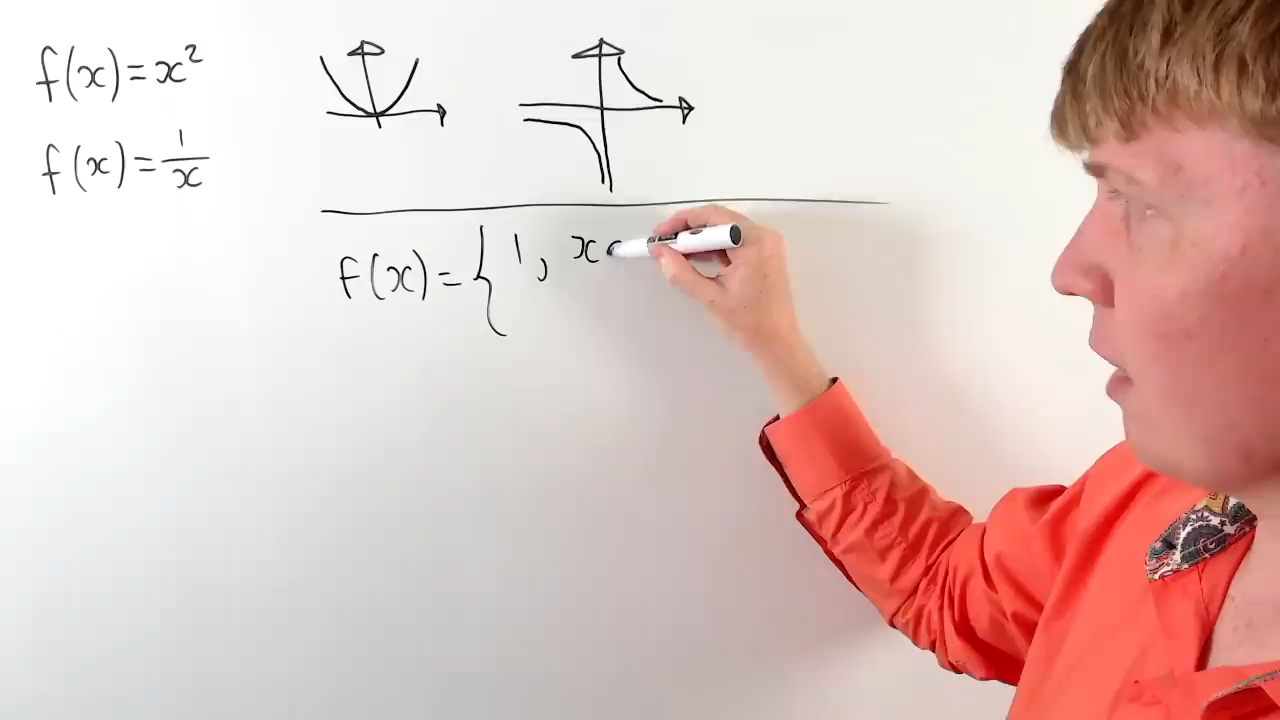 f(x)=x²
f(x)=1/x
f(x)={1, x